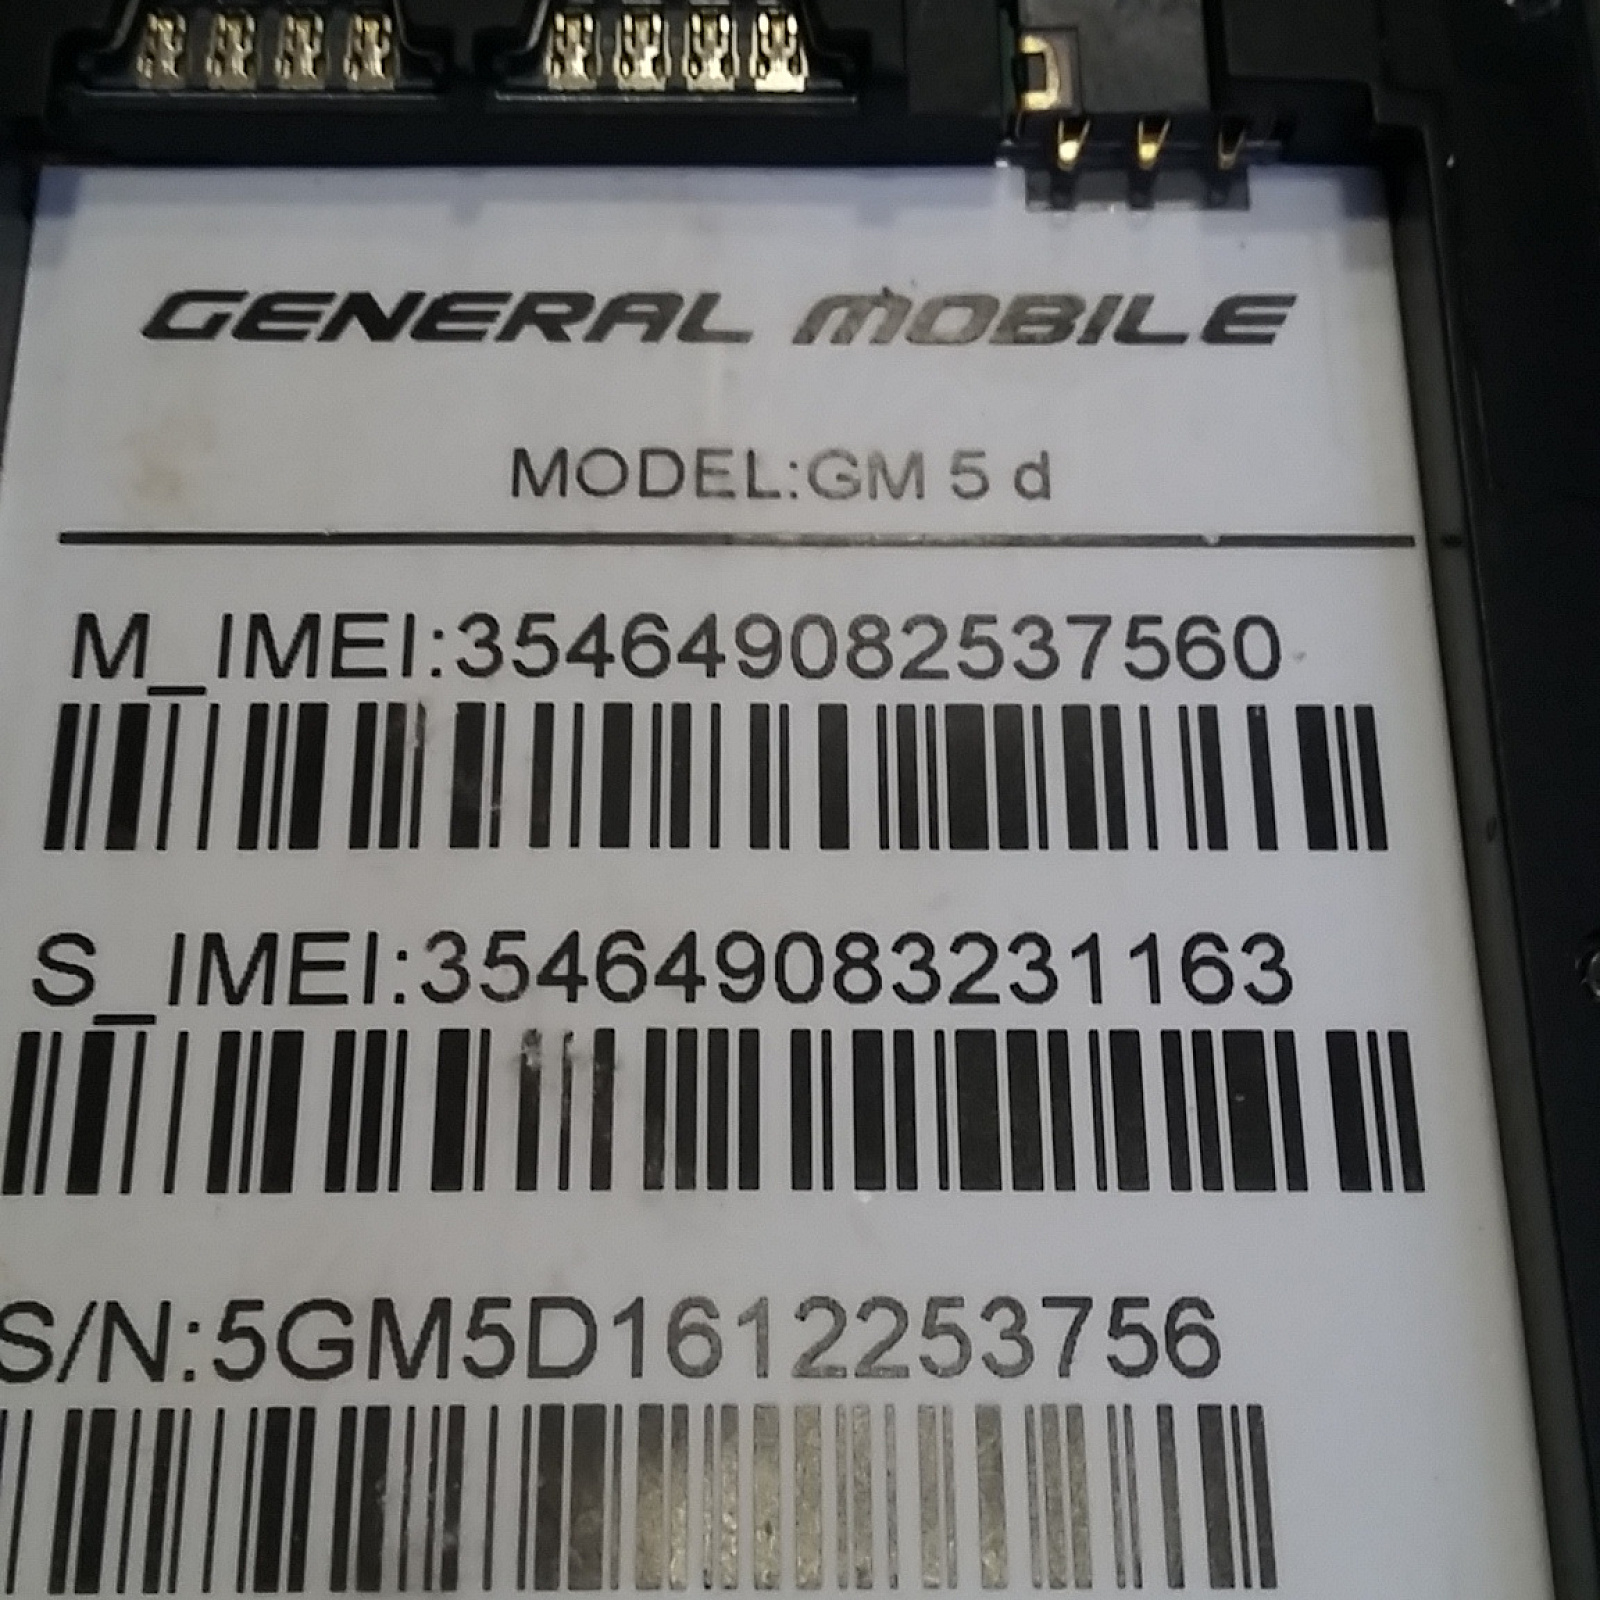 GENERAL MOBILE
MODEL:GM 5 d
M_IMEI:354649082537560
S_IMEI:354649083231163
S/N:5GM5D1612253756